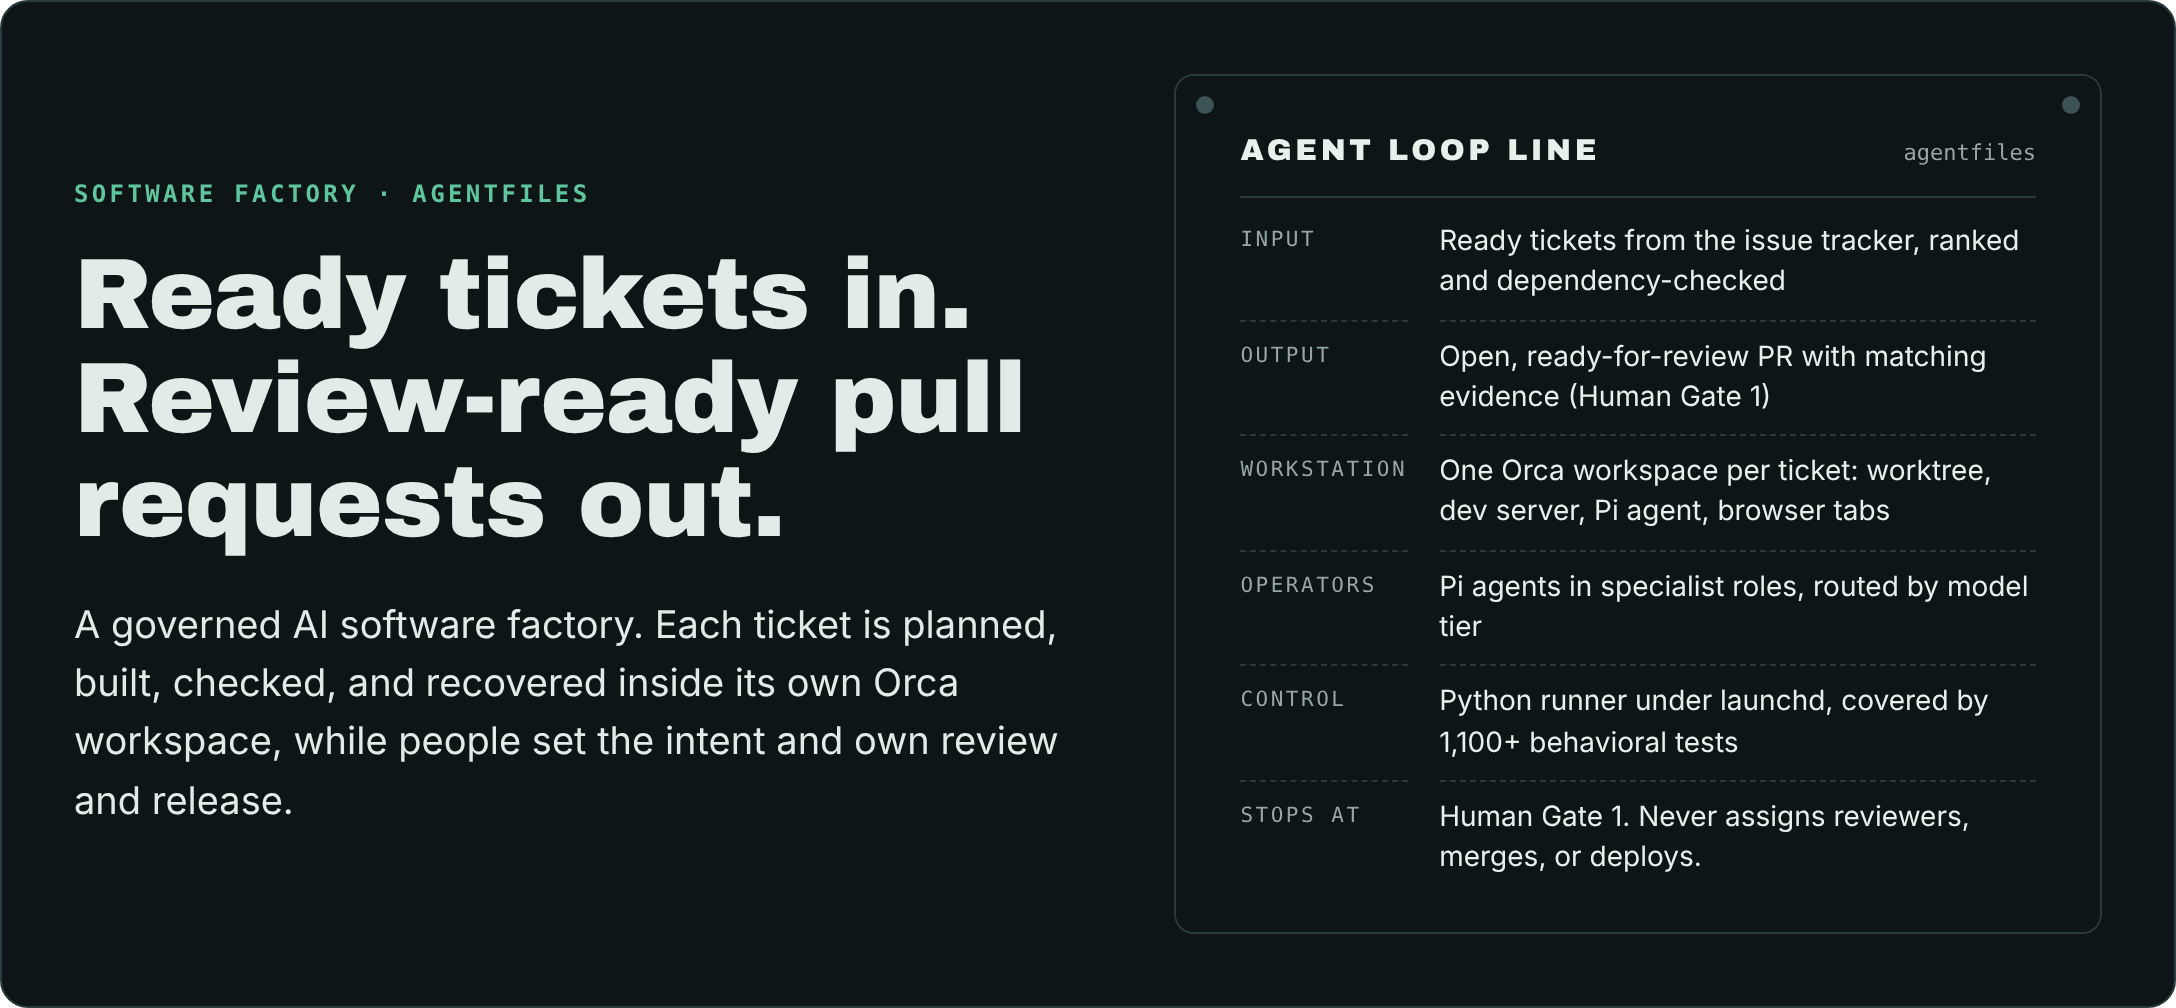 SOFTWARE FACTORY · AGENTFILES
Ready tickets in.
Review-ready pull
requests out.
A governed AI software factory. Each ticket is planned,
built, checked, and recovered inside its own Orca
workspace, while people set the intent and own review
and release.
AGENT LOOP LINE
agentfiles
INPUT
Ready tickets from the issue tracker, ranked
and dependency-checked
OUTPUT
Open, ready-for-review PR with matching
evidence (Human Gate 1)
WORKSTATION
One Orca workspace per ticket: worktree,
dev server, Pi agent, browser tabs
OPERATORS
Pi agents in specialist roles, routed by model
tier
CONTROL
Python runner under launchd, covered by
1,100+ behavioral tests
STOPS AT
Human Gate 1. Never assigns reviewers,
merges, or deploys.